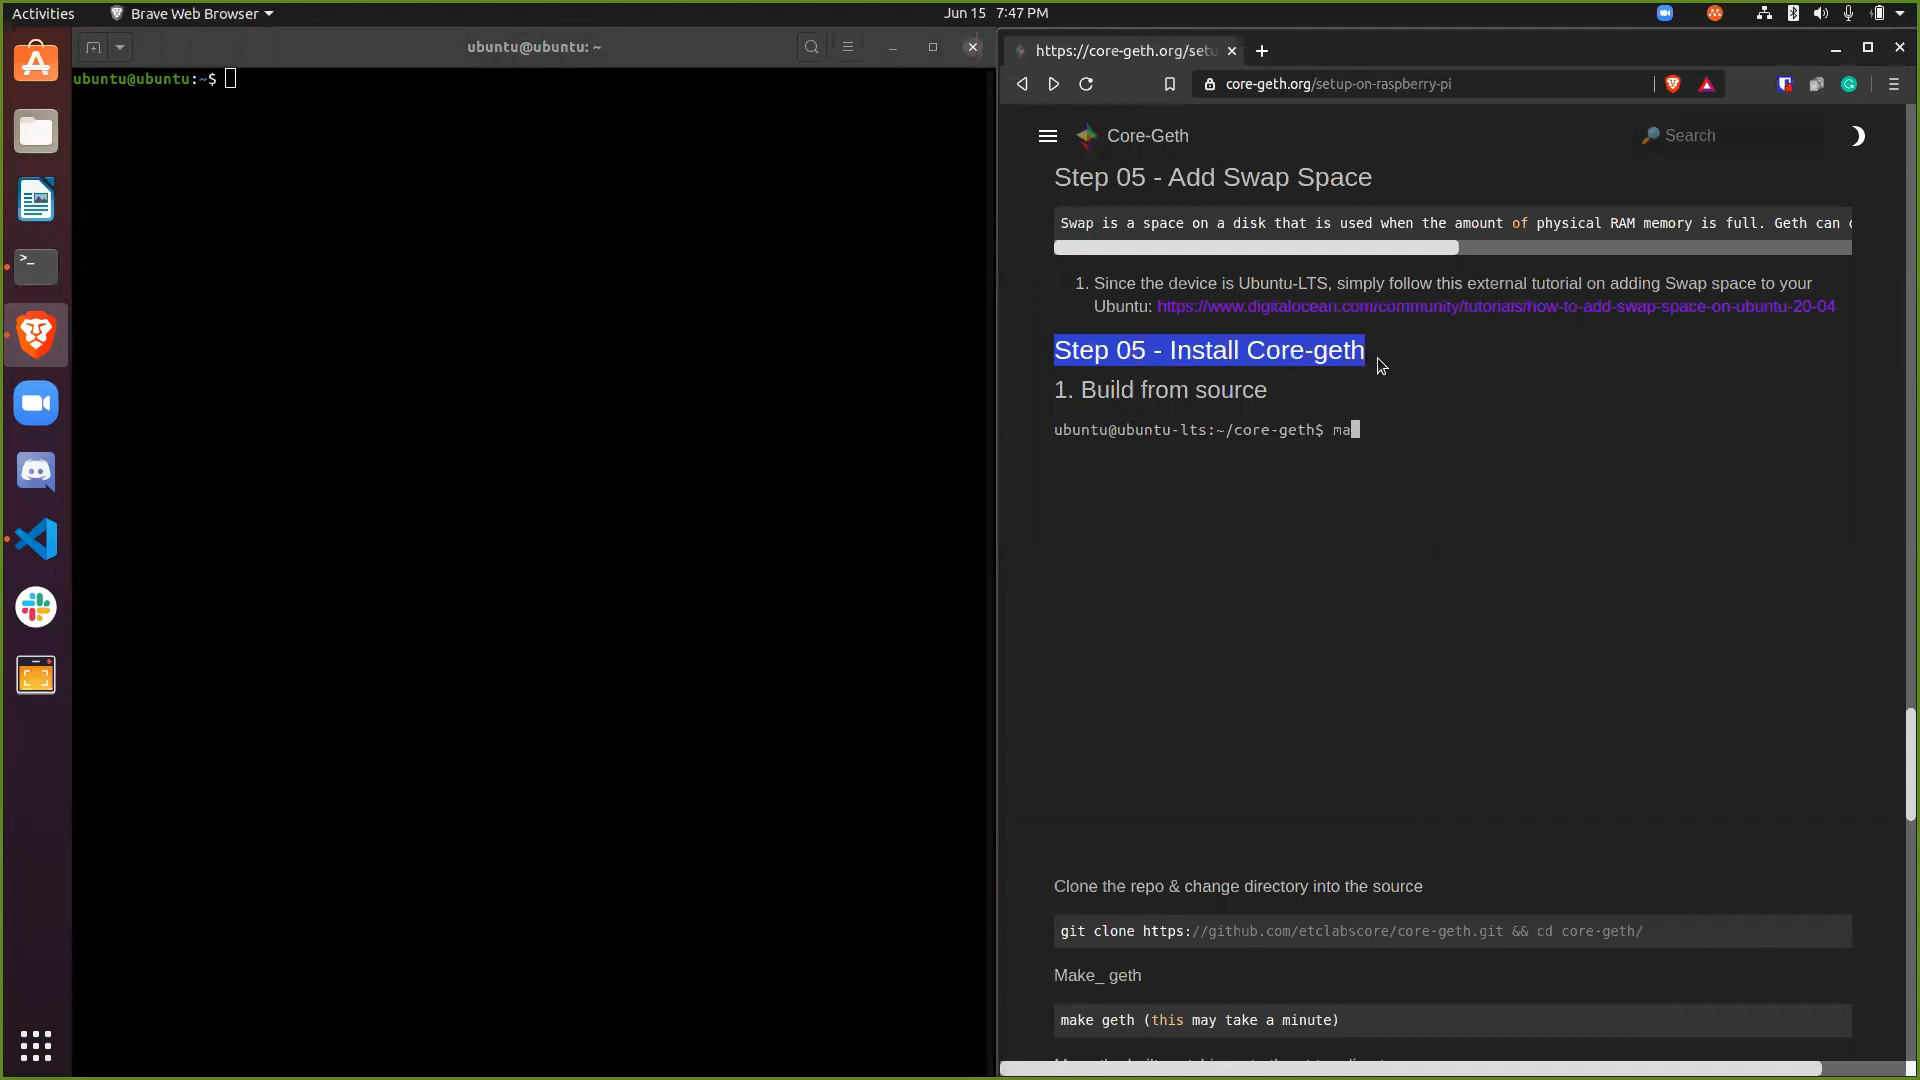 Activities
Brave Web Browser
Jun 15 7:47 PM
ubuntu@ubuntu: ~
ubuntu@ubuntu:~$
https://core-geth.org/setu
core-geth.org/setup-on-raspberry-pi
Core-Geth
Search
Step 05 - Add Swap Space
Swap is a space on a disk that is used when the amount of physical RAM memory is full. Geth can
1. Since the device is Ubuntu-LTS, simply follow this external tutorial on adding Swap space to your
Ubuntu: https://www.digitalocean.com/community/tutorials/how-to-add-swap-space-on-ubuntu-20-04
Step 05 - Install Core-geth
1. Build from source
ubuntu@ubuntu-lts:~/core-geth$ ma
Clone the repo & change directory into the source
git clone https://github.com/etclabscore/core-geth.git && cd core-geth/
Make_ geth
make geth (this may take a minute)